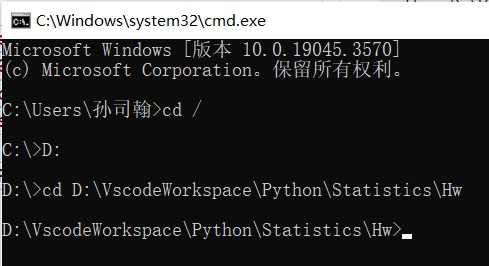 C:\Windows\system32\cmd.exe
Microsoft Windows [版本 10.0.19045.3570]
(c) Microsoft Corporation。保留所有权利。
C:\Users\孙司翰>cd /
C:\>D:
D:\>cd D:\VscodeWorkspace\Python\Statistics\Hw
D:\VscodeWorkspace\Python\Statistics\Hw>